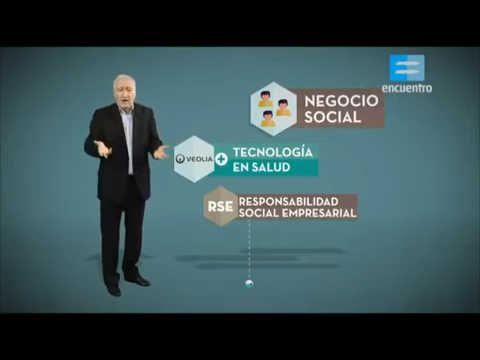 encuentro
NEGOCIO
SOCIAL
VEOLIA
TECNOLOGÍA
EN SALUD
RSE
RESPONSABILIDAD
SOCIAL EMPRESARIAL